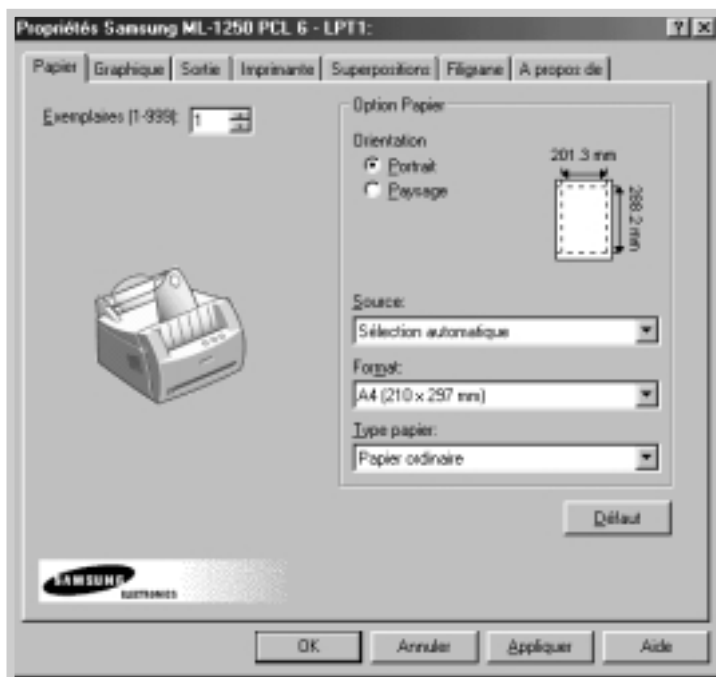 Propriétés Samsung ML-1250 PCL 6 - LPT1:
Papier Graphique Sortie Imprimante Superpositions Filigrane A propos de
Exemplaires (1-999): 1
Option Papier
Orientation
Portrait
Paysage
201.3 mm
288.2 mm
Source:
Sélection automatique
Format:
A4 (210 x 297 mm)
Type papier:
Papier ordinaire
Défaut
SAMSUNG
ELECTRONICS
OK Annuler Appliquer Aide